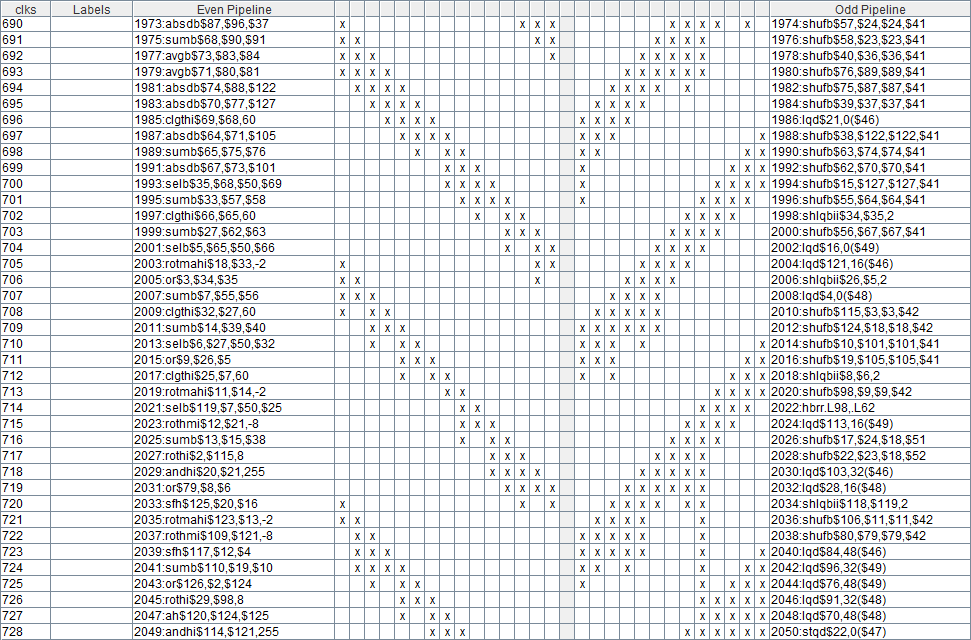 clks Labels Even Pipeline Odd Pipeline
690 1973:absdb$87,$96,$37 x x x x x x x x x 1974:shufb$57,$24,$24,$41
691 1975:sumb$68,$90,$91 x x x x x x x x 1976:shufb$58,$23,$23,$41
692 1977:avgb$73,$83,$84 x x x x x x x x x 1978:shufb$40,$36,$36,$41
693 1979:avgb$71,$80,$81 x x x x x x x x x x 1980:shufb$76,$89,$89,$41
694 1981:absdb$74,$88,$122 x x x x x x x x x 1982:shufb$75,$87,$87,$41
695 1983:absdb$70,$77,$127 x x x x x x x x 1984:shufb$39,$37,$37,$41
696 1985:clgthi$69,$68,60 x x x x x x x x 1986:lqd$21,0($46)
697 1987:absdb$64,$71,$105 x x x x x x x x 1988:shufb$38,$122,$122,$41
698 1989:sumb$65,$75,$76 x x x x x x x 1990:shufb$63,$74,$74,$41
699 1991:absdb$67,$73,$101 x x x x x x x 1992:shufb$62,$70,$70,$41
700 1993:selb$35,$68,$50,$69 x x x x x x x x x 1994:shufb$15,$127,$127,$41
701 1995:sumb$33,$57,$58 x x x x x x x x x 1996:shufb$55,$64,$64,$41
702 1997:clgthi$66,$65,60 x x x x x x x 1998:shlqbii$34,$35,2
703 1999:sumb$27,$62,$63 x x x x x x x 2000:shufb$56,$67,$67,$41
704 2001:selb$5,$65,$50,$66 x x x x x x x 2002:lqd$16,0($49)
705 2003:rotmahi$18,$33,-2 x x x x x x x 2004:lqd$121,16($46)
706 2005:or$3,$34,$35 x x x x x x x 2006:shlqbii$26,$5,2
707 2007:sumb$7,$55,$56 x x x x x x x 2008:lqd$4,0($48)
708 2009:clgthi$32,$27,60 x x x x x x x x 2010:shufb$115,$3,$3,$42
709 2011:sumb$14,$39,$40 x x x x x x x x x 2012:shufb$124,$18,$18,$42
710 2013:selb$6,$27,$50,$32 x x x x x x x x 2014:shufb$10,$101,$101,$41
711 2015:or$9,$26,$5 x x x x x x x x 2016:shufb$19,$105,$105,$41
712 2017:clgthi$25,$7,60 x x x x x x x x 2018:shlqbii$8,$6,2
713 2019:rotmahi$11,$14,-2 x x x x x x 2020:shufb$98,$9,$9,$42
714 2021:selb$119,$7,$50,$25 x x x x x x 2022:hbrr.L98,.L62
715 2023:rothmi$12,$21,-8 x x x x x x x 2024:lqd$113,16($49)
716 2025:sumb$13,$15,$38 x x x x x x x 2026:shufb$17,$24,$18,$51
717 2027:rothi$2,$115,8 x x x x x x x 2028:shufb$22,$23,$18,$52
718 2029:andhi$20,$21,255 x x x x x x x x x 2030:lqd$103,32($46)
719 2031:or$79,$8,$6 x x x x x x x x x x 2032:lqd$28,16($48)
720 2033:sfh$125,$20,$16 x x x x x x x x x 2034:shlqbii$118,$119,2
721 2035:rotmahi$123,$13,-2 x x x x x x x 2036:shufb$106,$11,$11,$42
722 2037:rothmi$109,$121,-8 x x x x x x x x 2038:shufb$80,$79,$79,$42
723 2039:sfh$117,$12,$4 x x x x x x x x x x 2040:lqd$84,48($46)
724 2041:sumb$110,$19,$10 x x x x x x x x x x 2042:lqd$96,32($49)
725 2043:or$126,$2,$124 x x x x x x x x 2044:lqd$76,48($49)
726 2045:rothi$29,$98,8 x x x x x x x x 2046:lqd$91,32($48)
727 2047:ah$120,$124,$125 x x x x x x x x 2048:lqd$70,48($48)
728 2049:andhi$114,$121,255 x x x x x x x x x 2050:stqd$22,0($47)